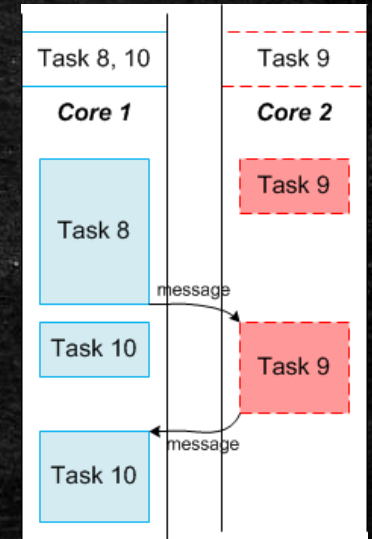 Task 8, 10
Task 9
Core 1
Core 2
Task 9
Task 8
message
Task 10
Task 9
message
Task 10